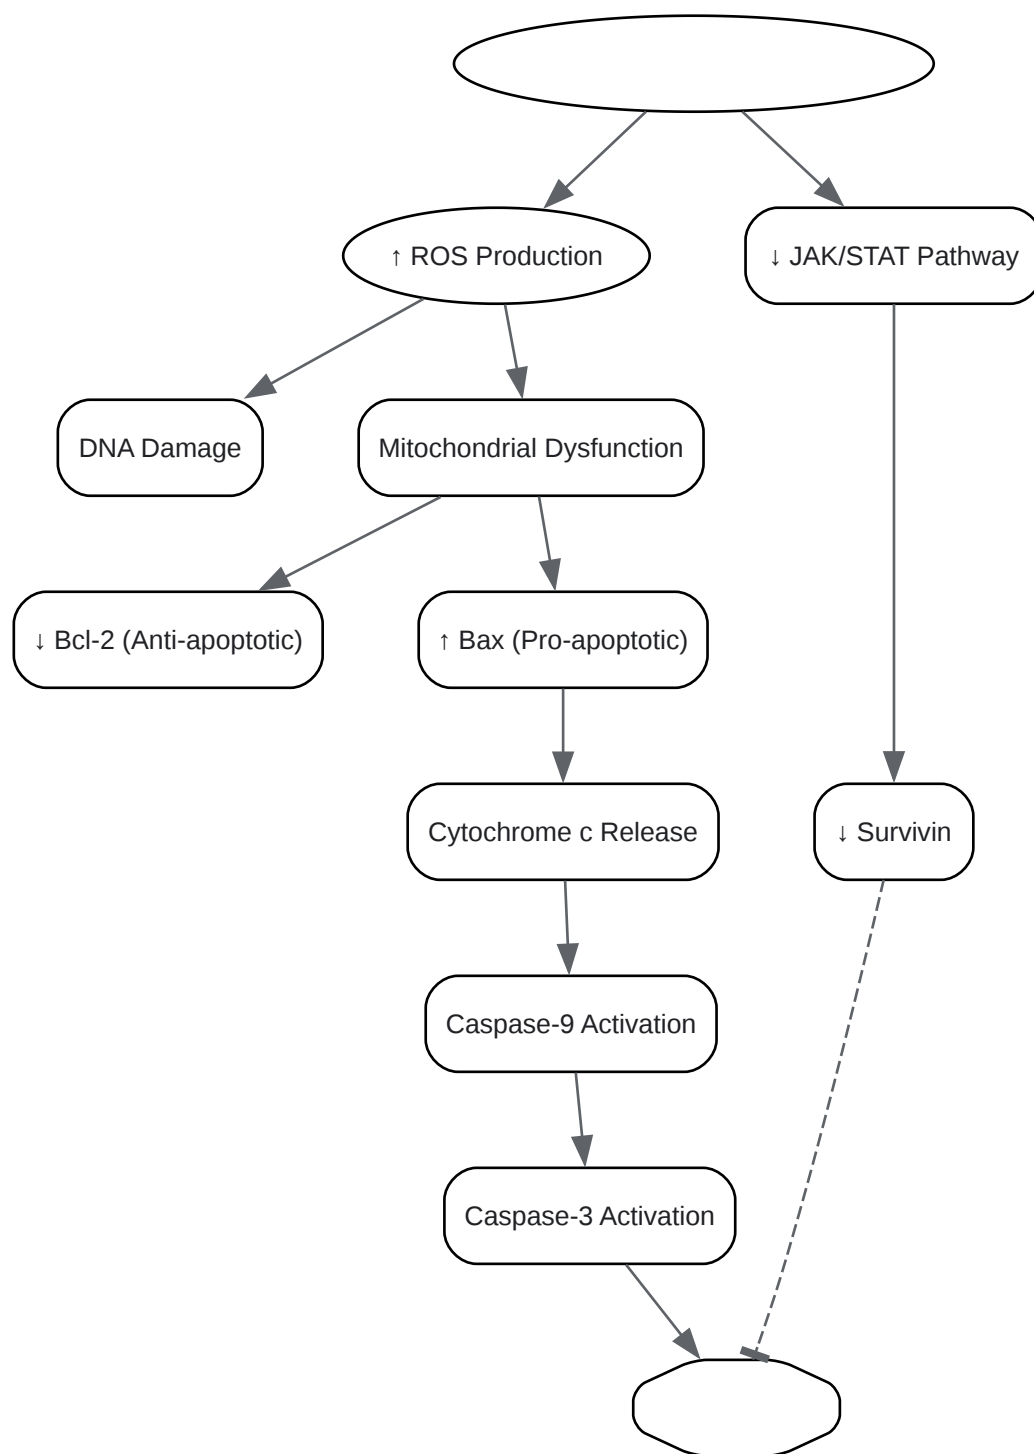 ↑ ROS Production
↓ JAK/STAT Pathway
DNA Damage
Mitochondrial Dysfunction
↓ Bcl-2 (Anti-apoptotic)
↑ Bax (Pro-apoptotic)
Cytochrome c Release
↓ Survivin
Caspase-9 Activation
Caspase-3 Activation